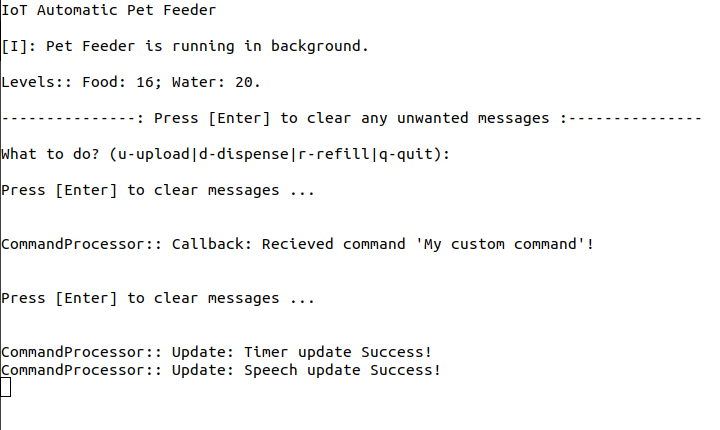 IoT Automatic Pet Feeder
[I]: Pet Feeder is running in background.
Levels:: Food: 16; Water: 20.
---------------: Press [Enter] to clear any unwanted messages :---------------
What to do? (u-upload|d-dispense|r-refill|q-quit):
Press [Enter] to clear messages ...
CommandProcessor:: Callback: Recieved command 'My custom command'!
Press [Enter] to clear messages ...
CommandProcessor:: Update: Timer update Success!
CommandProcessor:: Update: Speech update Success!